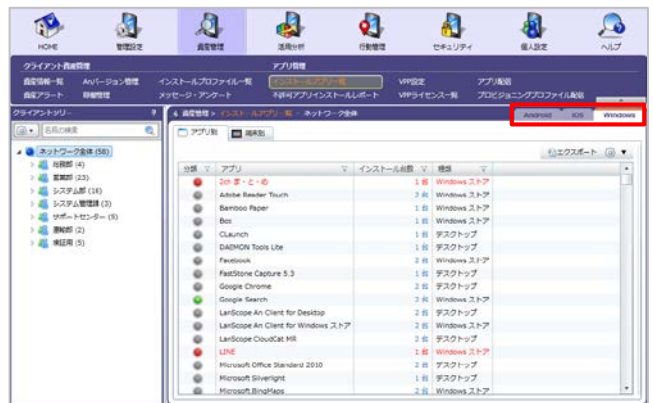 HOME 管理設定 資産管理 活用分析 行動管理 セキュリティ 個人設定 ヘルプ
クライアント資産管理 アプリ管理
資産情報一覧 Anバージョン管理 インストールプロファイル一覧 インストールアプリ一覧 VPP設定 アプリ配信
資産アラート 稼働管理 メッセージ・アンケート 不許可アプリインストールレポート VPPライセンス一覧 プロビジョニングプロファイル配信
クライアントツリー 資産管理 > インストールアプリ一覧 - ネットワーク全体 Android iOS Windows
名前の検索 アプリ別 端末別
エクスポート
ネットワーク全体 (58)
(4)
営業部 (23)
システム部 (16)
システム管理課 (3)
サポートセンター (5)
運輸部 (2)
検証用 (5)
分類 アプリ インストール台数 種類
2ch ま・と・め 1 台 Windows ストア
Adobe Reader Touch 2 台 Windows ストア
Bamboo Paper 1 台 Windows ストア
Box 1 台 Windows ストア
CLaunch 1 台 デスクトップ
DAEMON Tools Lite 1 台 デスクトップ
Facebook 2 台 Windows ストア
FastStone Capture 5.3 1 台 デスクトップ
Google Chrome 2 台 デスクトップ
Google Search 2 台 Windows ストア
LanScope An Client for Desktop 2 台 デスクトップ
LanScope An Client for Windows ストア 2 台 Windows ストア
LanScope CloudCat MR 2 台 デスクトップ
LINE 1 台 Windows ストア
Microsoft Office Standard 2010 2 台 デスクトップ
Microsoft Silverlight 1 台 デスクトップ
Microsoft.BingMaps 2 台 Windows ストア